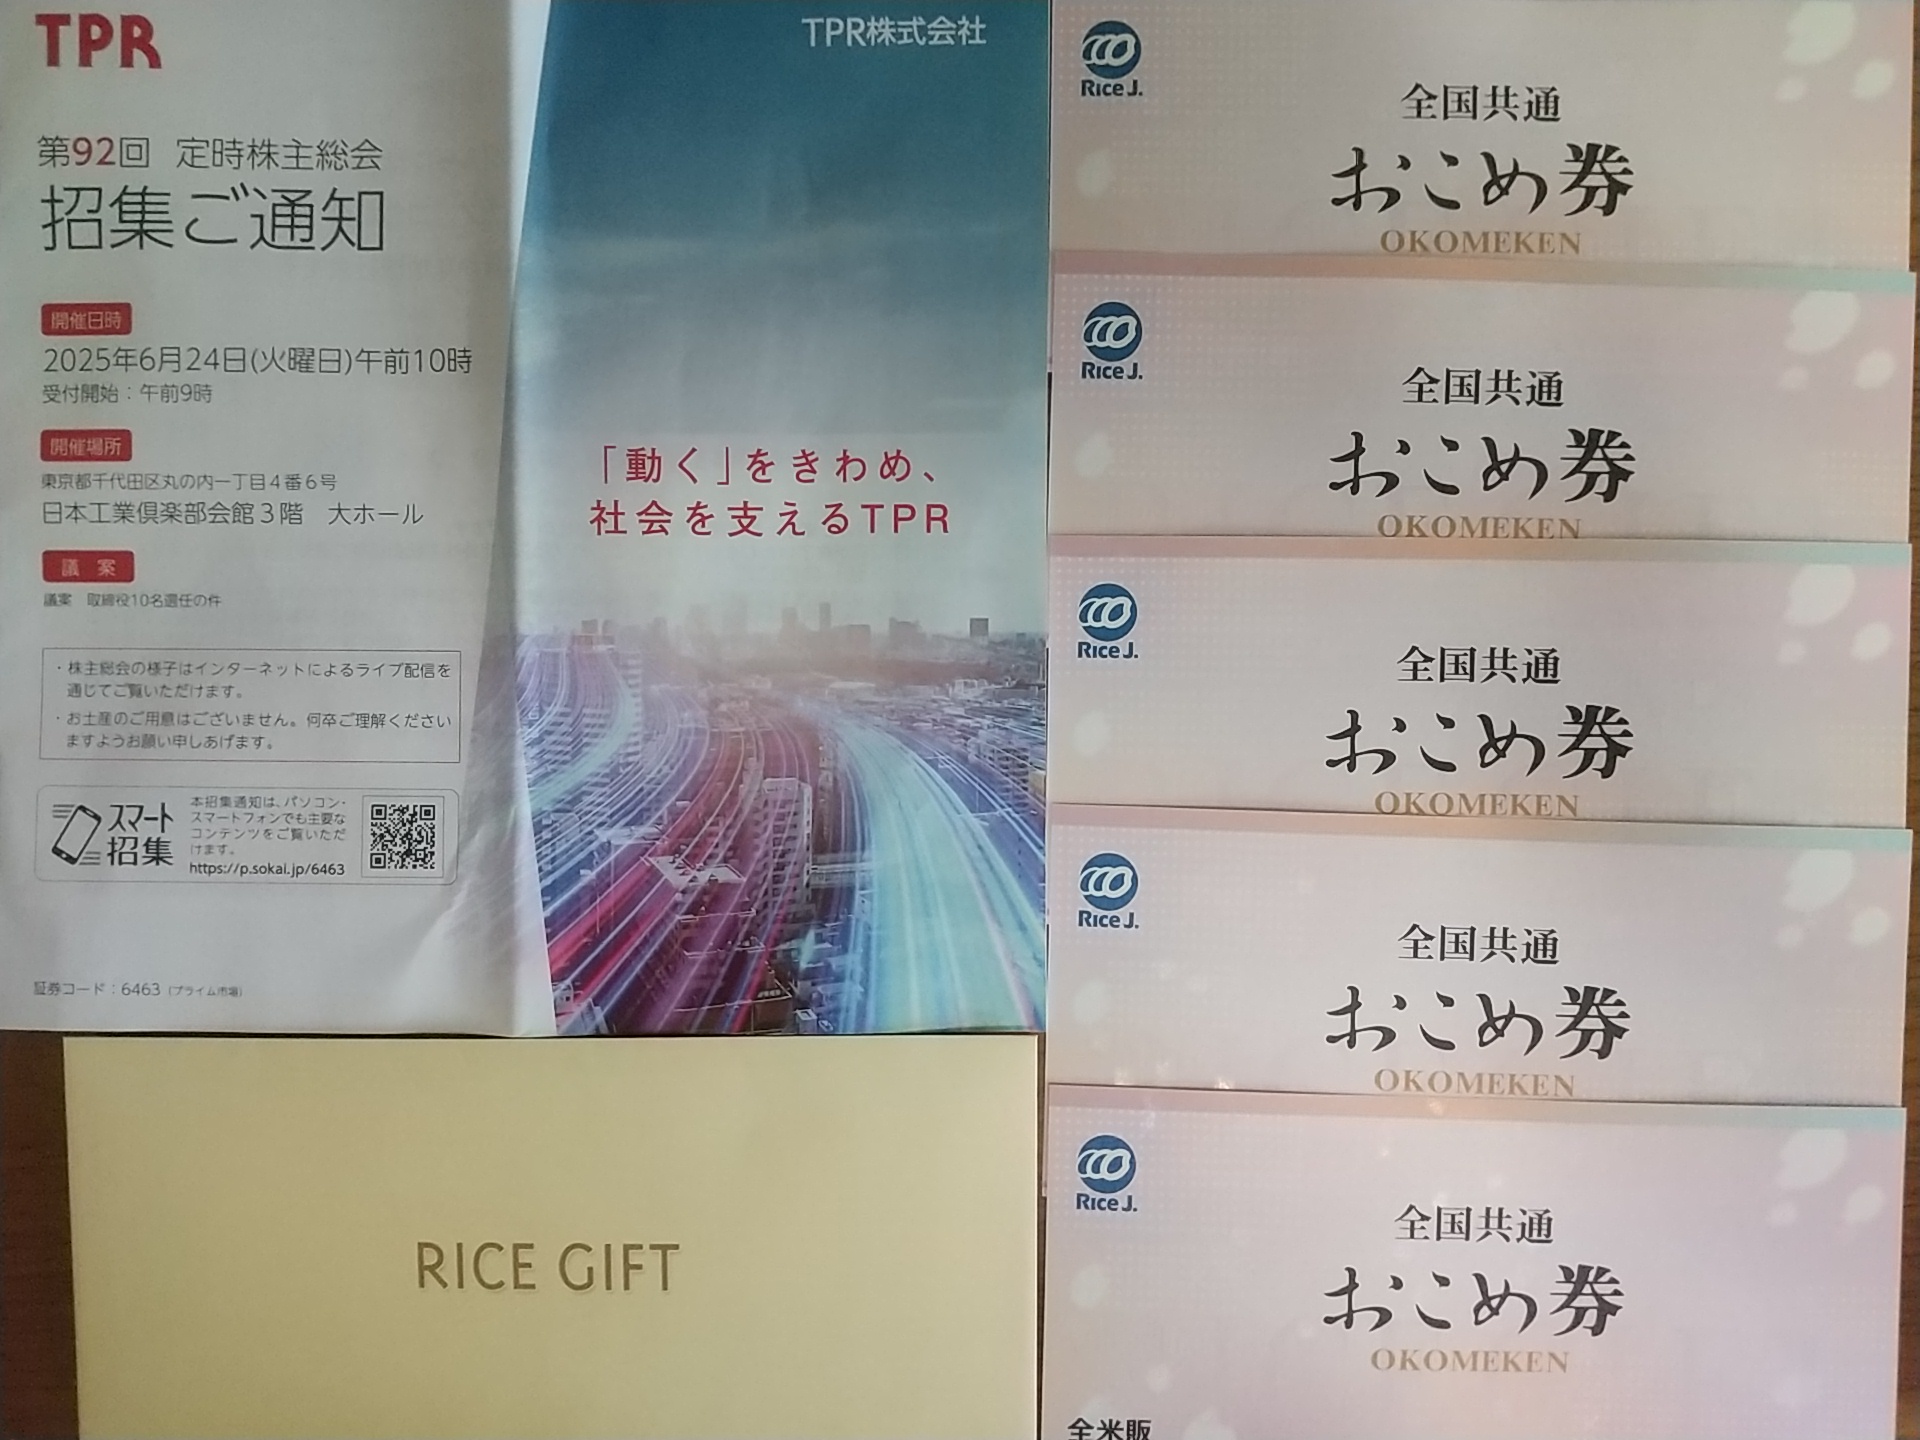 TPR
第92回 定時株主総会
招集ご通知
開催日時
2025年6月24日(火曜日)午前10時
受付開始：午前9時
開催場所
東京都千代田区丸の内一丁目4番6号
日本工業倶楽部会館3階 大ホール
議 案
議案 取締役10名選任の件
・株主総会の様子はインターネットによるライブ配信を
通じてご覧いただけます。
・お土産のご用意はございません。何卒ご理解ください
ますようお願い申しあげます。
スマート
招集
本招集通知は、パソコン・
スマートフォンでも主要な
コンテンツをご覧いただ
けます。
https://p.sokai.jp/6463
証券コード：6463 (プライム市場)
TPR株式会社
「動く」をきわめ、
社会を支えるTPR
RICE GIFT
Rice J.
全国共通
おこめ券
OKOMEKEN
Rice J.
全国共通
おこめ券
OKOMEKEN
Rice J.
全国共通
おこめ券
OKOMEKEN
Rice J.
全国共通
おこめ券
OKOMEKEN
Rice J.
全国共通
おこめ券
OKOMEKEN
全米販